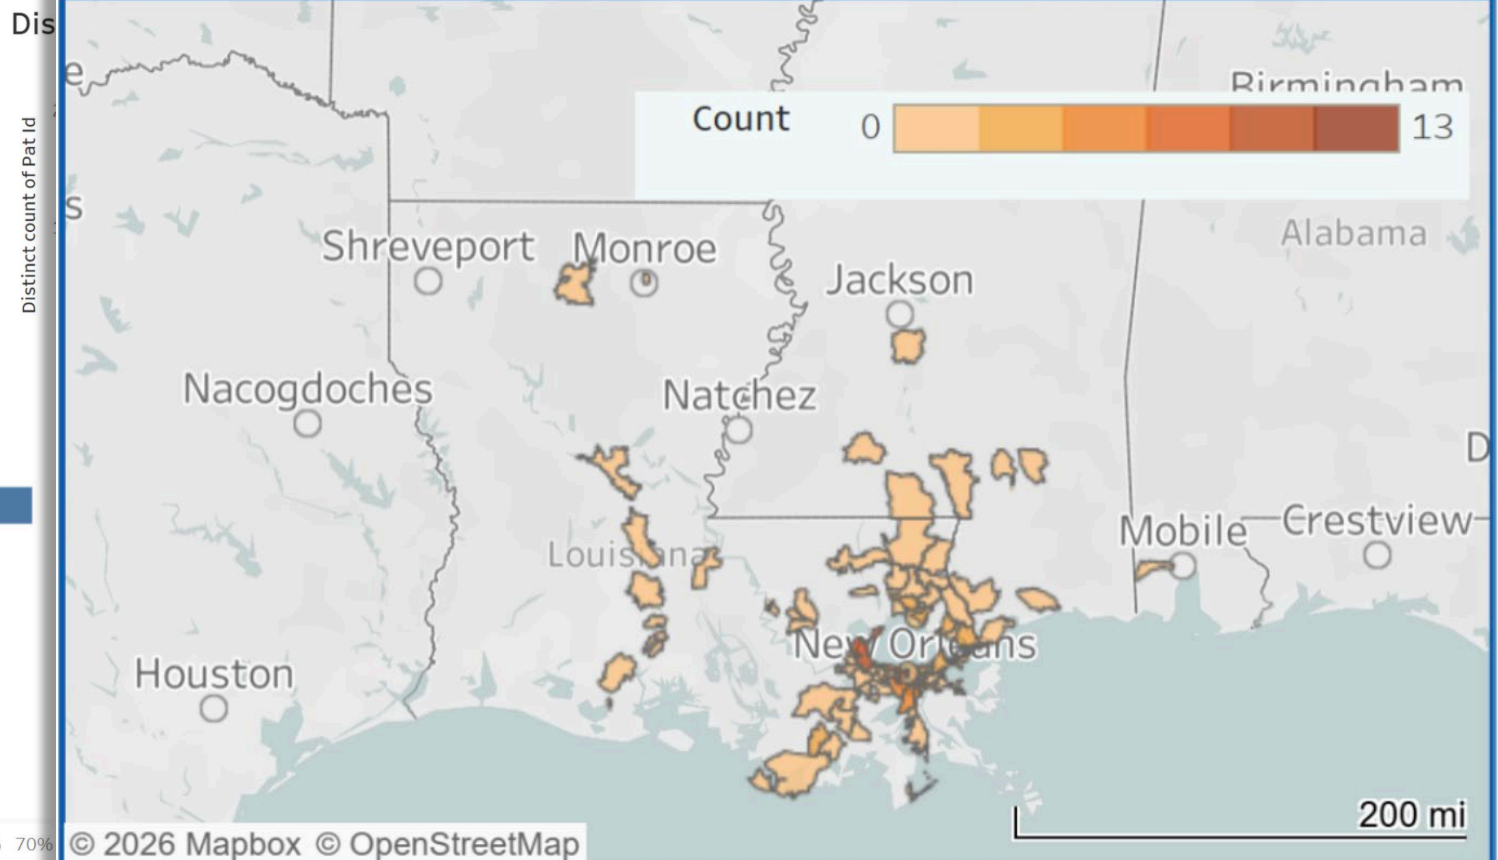 Dis
Distinct count of Pat Id
e
Birmingham
Count 0 13
s
Alabama
Shreveport Monroe
Jackson
Nacogdoches
Natchez
D
Louisiana
Mobile
Crestview
New Orleans
Houston
200 mi
70%
© 2026 Mapbox © OpenStreetMap